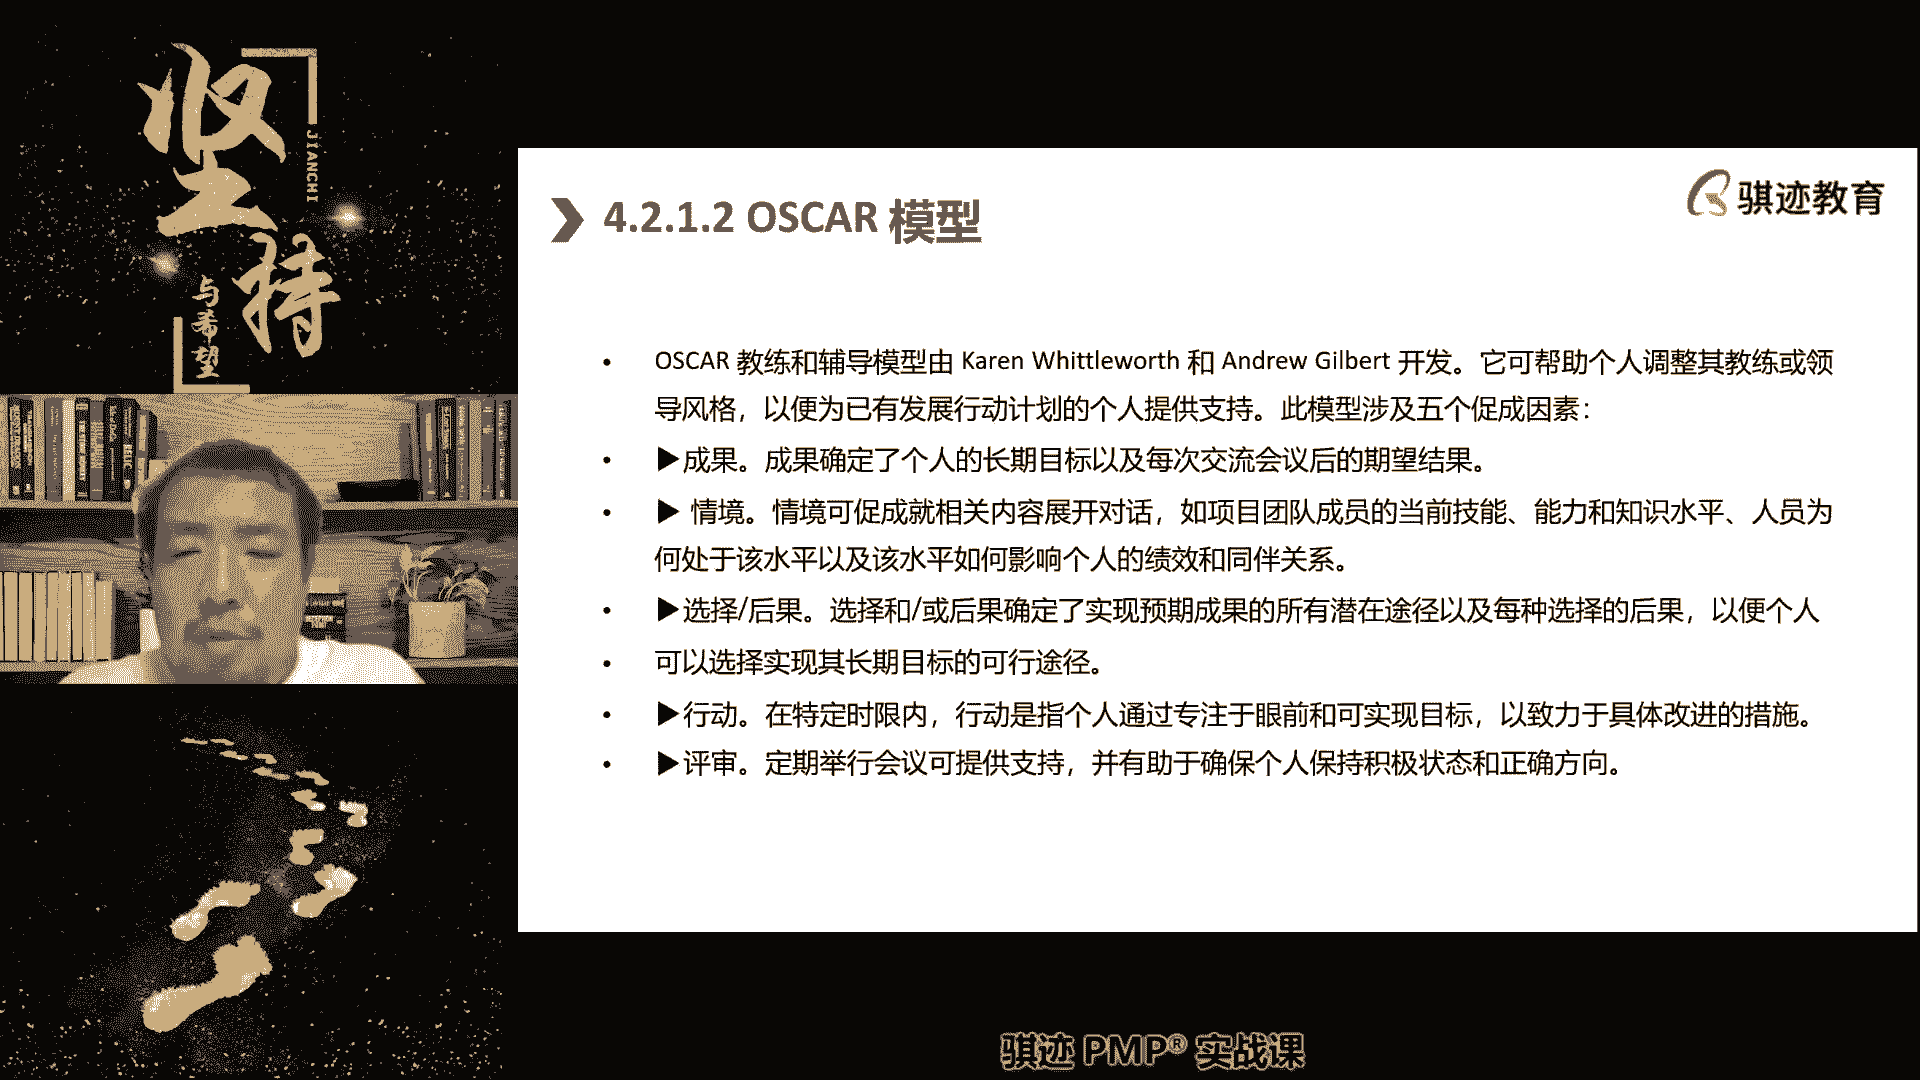 坚持
JIANCHI
与希望
骐迹教育
4.2.1.2 OSCAR 模型
• OSCAR 教练和辅导模型由 Karen Whittleworth 和 Andrew Gilbert 开发。它可帮助个人调整其教练或领
导风格，以便为已有发展行动计划的个人提供支持。此模型涉及五个促成因素：
• ▶成果。成果确定了个人的长期目标以及每次交流会议后的期望结果。
• ▶ 情境。情境可促成就相关内容展开对话，如项目团队成员的当前技能、能力和知识水平、人员为
何处于该水平以及该水平如何影响个人的绩效和同伴关系。
• ▶选择/后果。选择和/或后果确定了实现预期成果的所有潜在途径以及每种选择的后果，以便个人
• 可以选择实现其长期目标的可行途径。
• ▶行动。在特定时限内，行动是指个人通过专注于眼前和可实现目标，以致力于具体改进的措施。
• ▶评审。定期举行会议可提供支持，并有助于确保个人保持积极状态和正确方向。
骐迹 PMP® 实战课